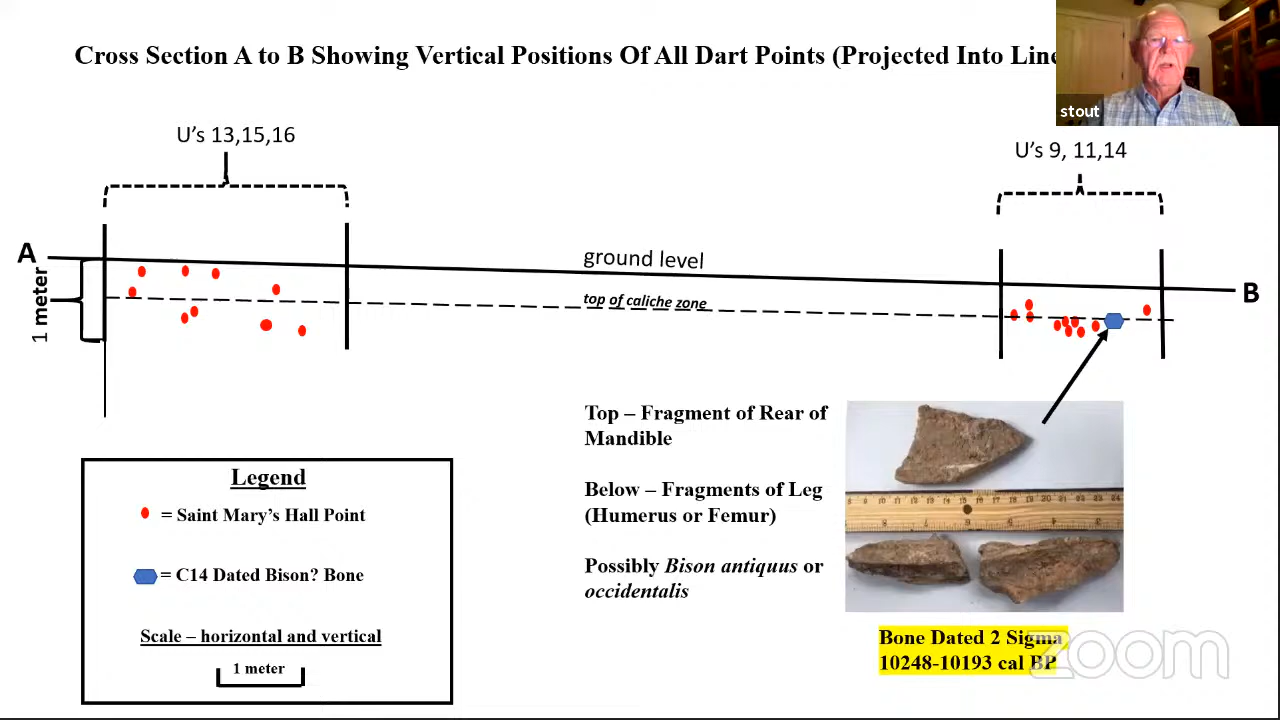 Cross Section A to B Showing Vertical Positions Of All Dart Points (Projected Into Line
stout
U's 13,15,16
U's 9, 11,14
A
1 meter
ground level
top of caliche zone
B
Top – Fragment of Rear of
Mandible
Below – Fragments of Leg
(Humerus or Femur)
Possibly Bison antiquus or
occidentalis
Legend
= Saint Mary's Hall Point
= C14 Dated Bison? Bone
Scale – horizontal and vertical
1 meter
Bone Dated 2 Sigma
10248-10193 cal BP
zoom